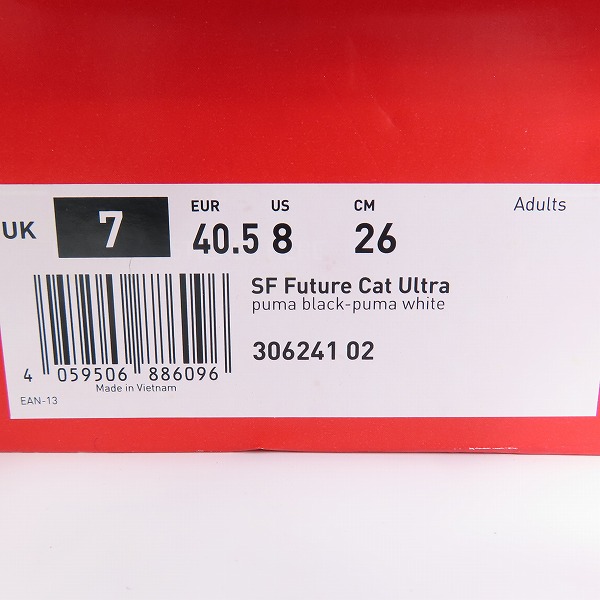 UK 7 EUR 40.5 US 8 CM 26 Adults
SF Future Cat Ultra
puma black-puma white
306241 02
4 059506 886096
Made in Vietnam
EAN-13